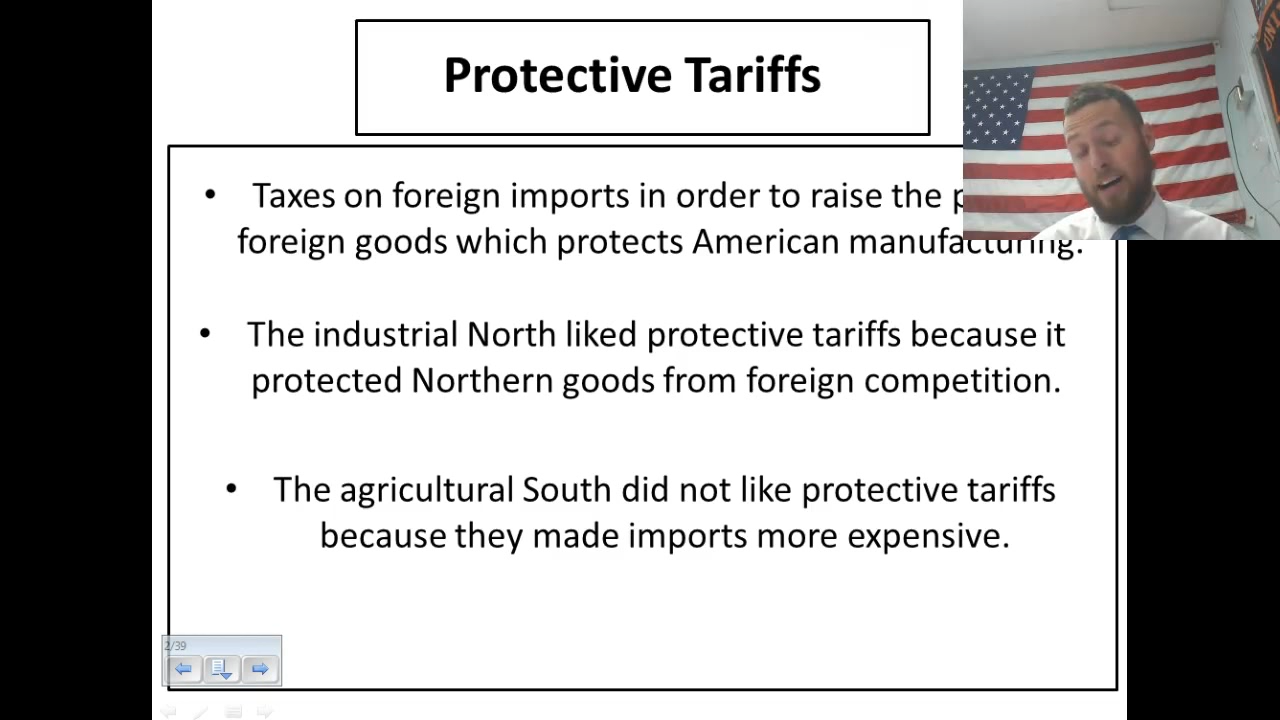 Protective Tariffs
• Taxes on foreign imports in order to raise the
foreign goods which protects American manufacturing.
• The industrial North liked protective tariffs because it
protected Northern goods from foreign competition.
• The agricultural South did not like protective tariffs
because they made imports more expensive.
2/39